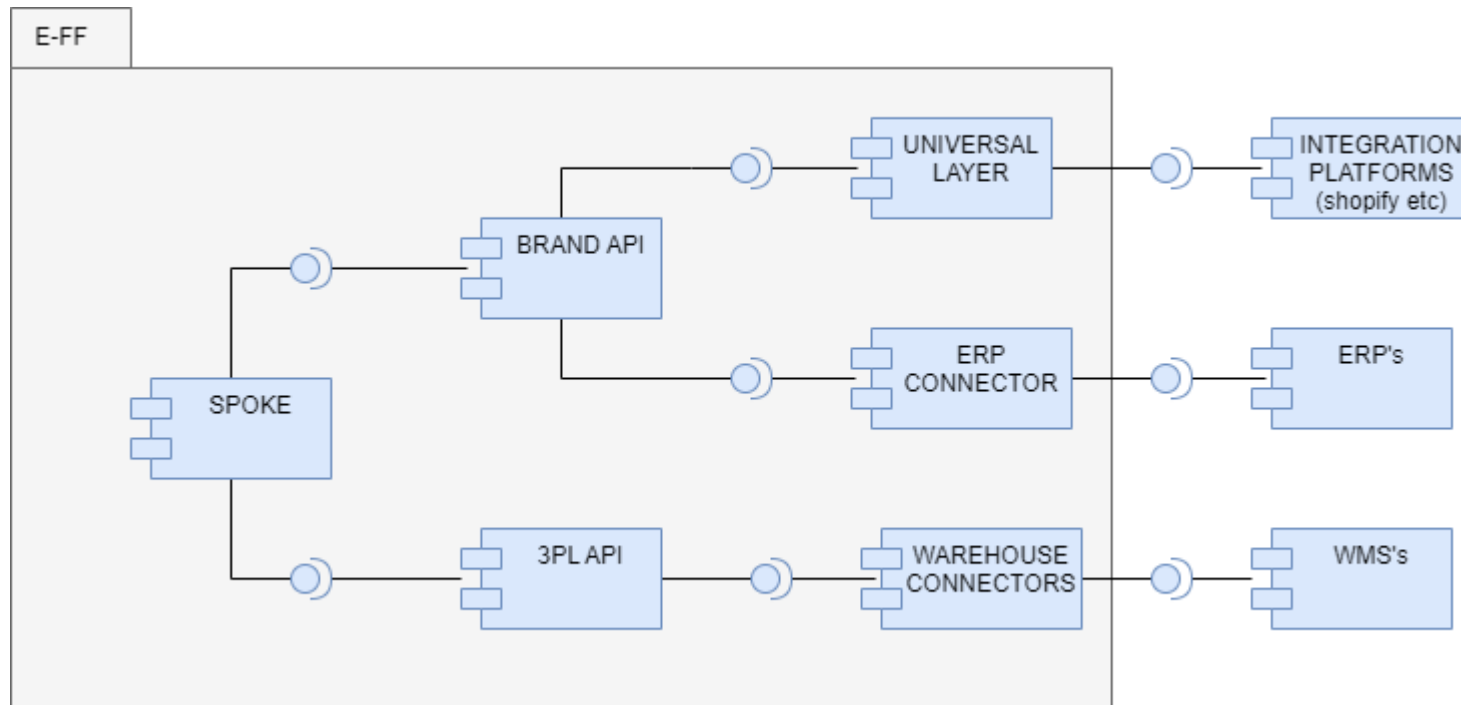 E-FF
UNIVERSAL
LAYER
INTEGRATION
PLATFORMS
(shopify etc)
BRAND API
ERP
CONNECTOR
ERP's
SPOKE
3PL API
WAREHOUSE
CONNECTORS
WMS's